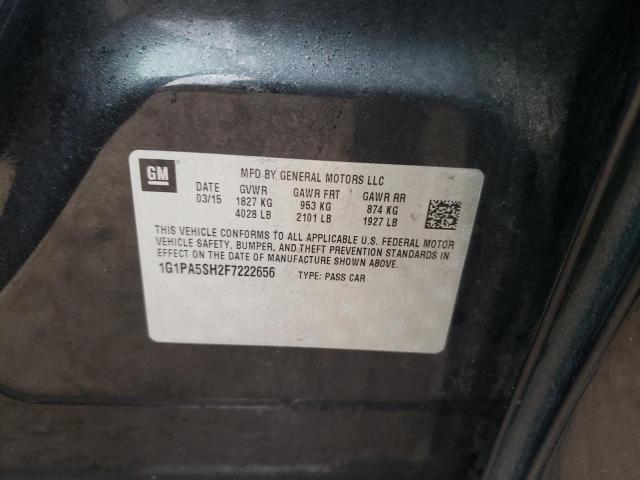 GM
MFD BY GENERAL MOTORS LLC
DATE GVWR GAWR FRT GAWR RR
03/15 1827 KG 953 KG 874 KG
4028 LB 2101 LB 1927 LB
THIS VEHICLE CONFORMS TO ALL APPLICABLE U.S. FEDERAL MOTOR
VEHICLE SAFETY, BUMPER, AND THEFT PREVENTION STANDARDS IN
EFFECT ON THE DATE OF MANUFACTURE SHOWN ABOVE.
1G1PA5SH2F7222656 TYPE: PASS CAR